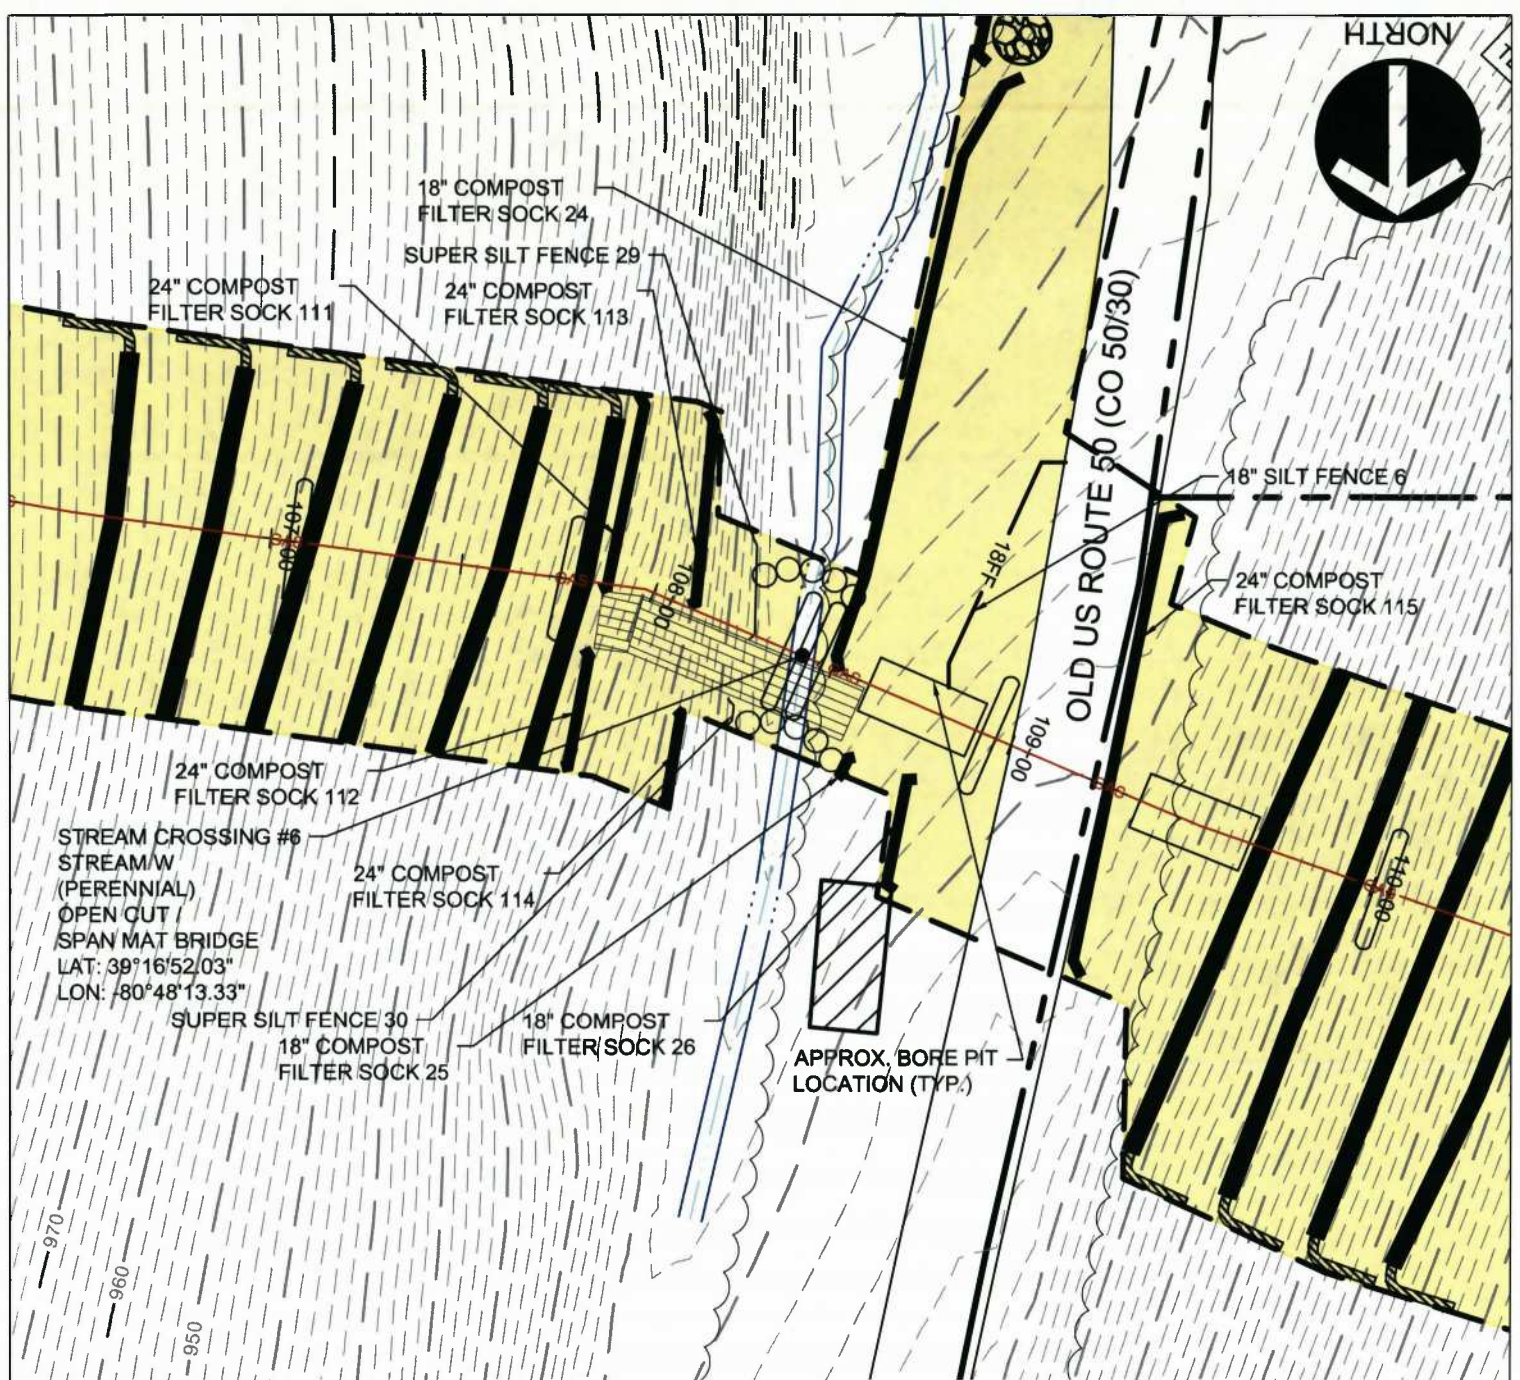 NORTH
18" COMPOST
FILTER SOCK 24
SUPER SILT FENCE 29
24" COMPOST
FILTER SOCK 111
24" COMPOST
FILTER SOCK 113
OLD US ROUTE 50 (CO 50/30)
18" SILT FENCE 6
GAS
107+00
18FF
GAS
108+00
24" COMPOST
FILTER SOCK 115
GAS
109+00
GAS
24" COMPOST
FILTER SOCK 112
STREAM CROSSING #6
STREAM W
(PERENNIAL)
OPEN CUT /
SPAN MAT BRIDGE
LAT: 39°16'52.03"
LON: -80°48'13.33"
24" COMPOST
FILTER SOCK 114
GAS
110+00
SUPER SILT FENCE 30
18" COMPOST
FILTER SOCK 25
18" COMPOST
FILTER SOCK 26
APPROX. BORE PIT
LOCATION (TYP.)
970
960
950